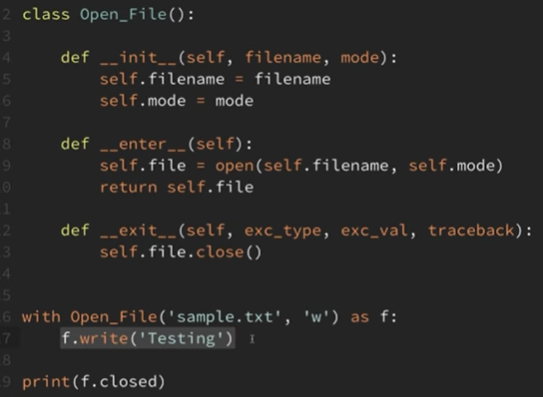 2 class Open_File():
3
4     def __init__(self, filename, mode):
5         self.filename = filename
6         self.mode = mode
7
8     def __enter__(self):
9         self.file = open(self.filename, self.mode)
0         return self.file
1
2     def __exit__(self, exc_type, exc_val, traceback):
3         self.file.close()
4
5
6 with Open_File('sample.txt', 'w') as f:
7     f.write('Testing')
8
9 print(f.closed)